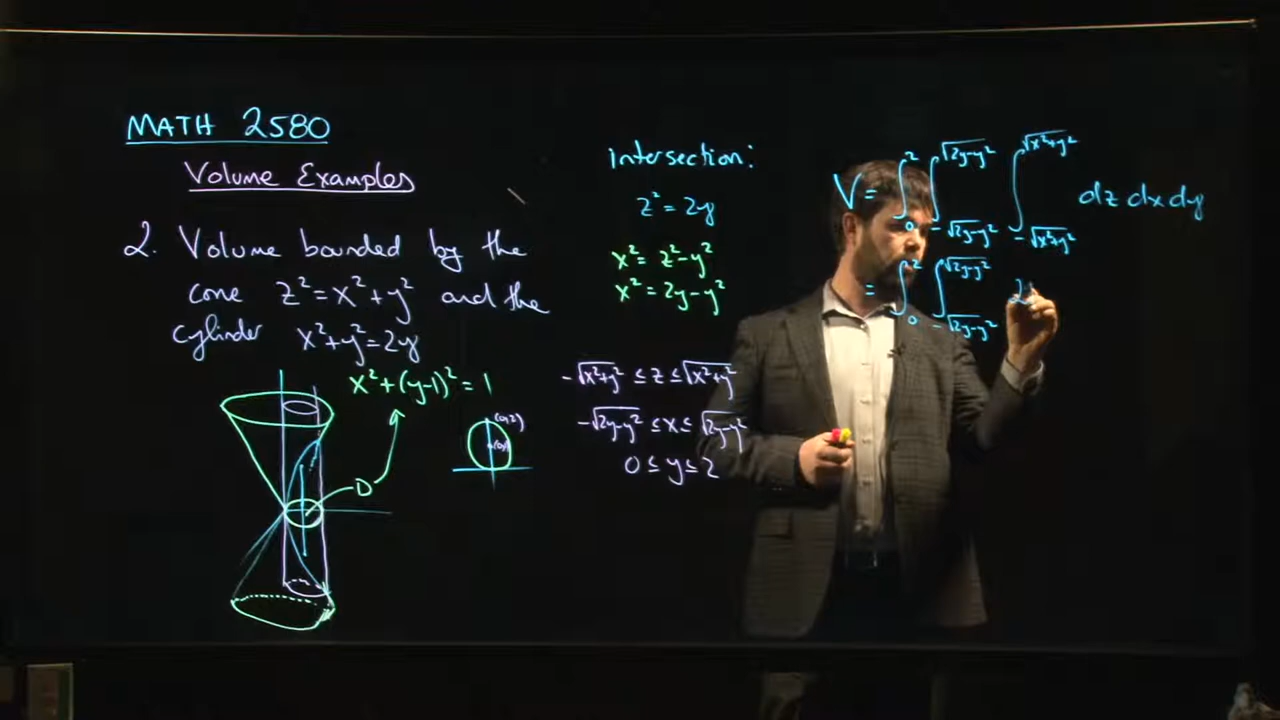 MATH 2580
Volume Examples
2. Volume bounded by the
cone z² = x² + y² and the
cylinder x² + y² = 2y
x² + (y-1)² = 1
D
(0,2)
intersection:
z² = 2y
x² = z² - y²
x² = 2y - y²
-√x²+y² ≤ z ≤ √x²+y²
-√2y-y² ≤ x ≤ √2y-y²
0 ≤ y ≤ 2
V = ∫₀² ∫_{-√2y-y²}^{√2y-y²} ∫_{-√x²+y²}^{√x²+y²} dz dx dy
= ∫₀² ∫_{-√2y-y²}^{√2y-y²} 2